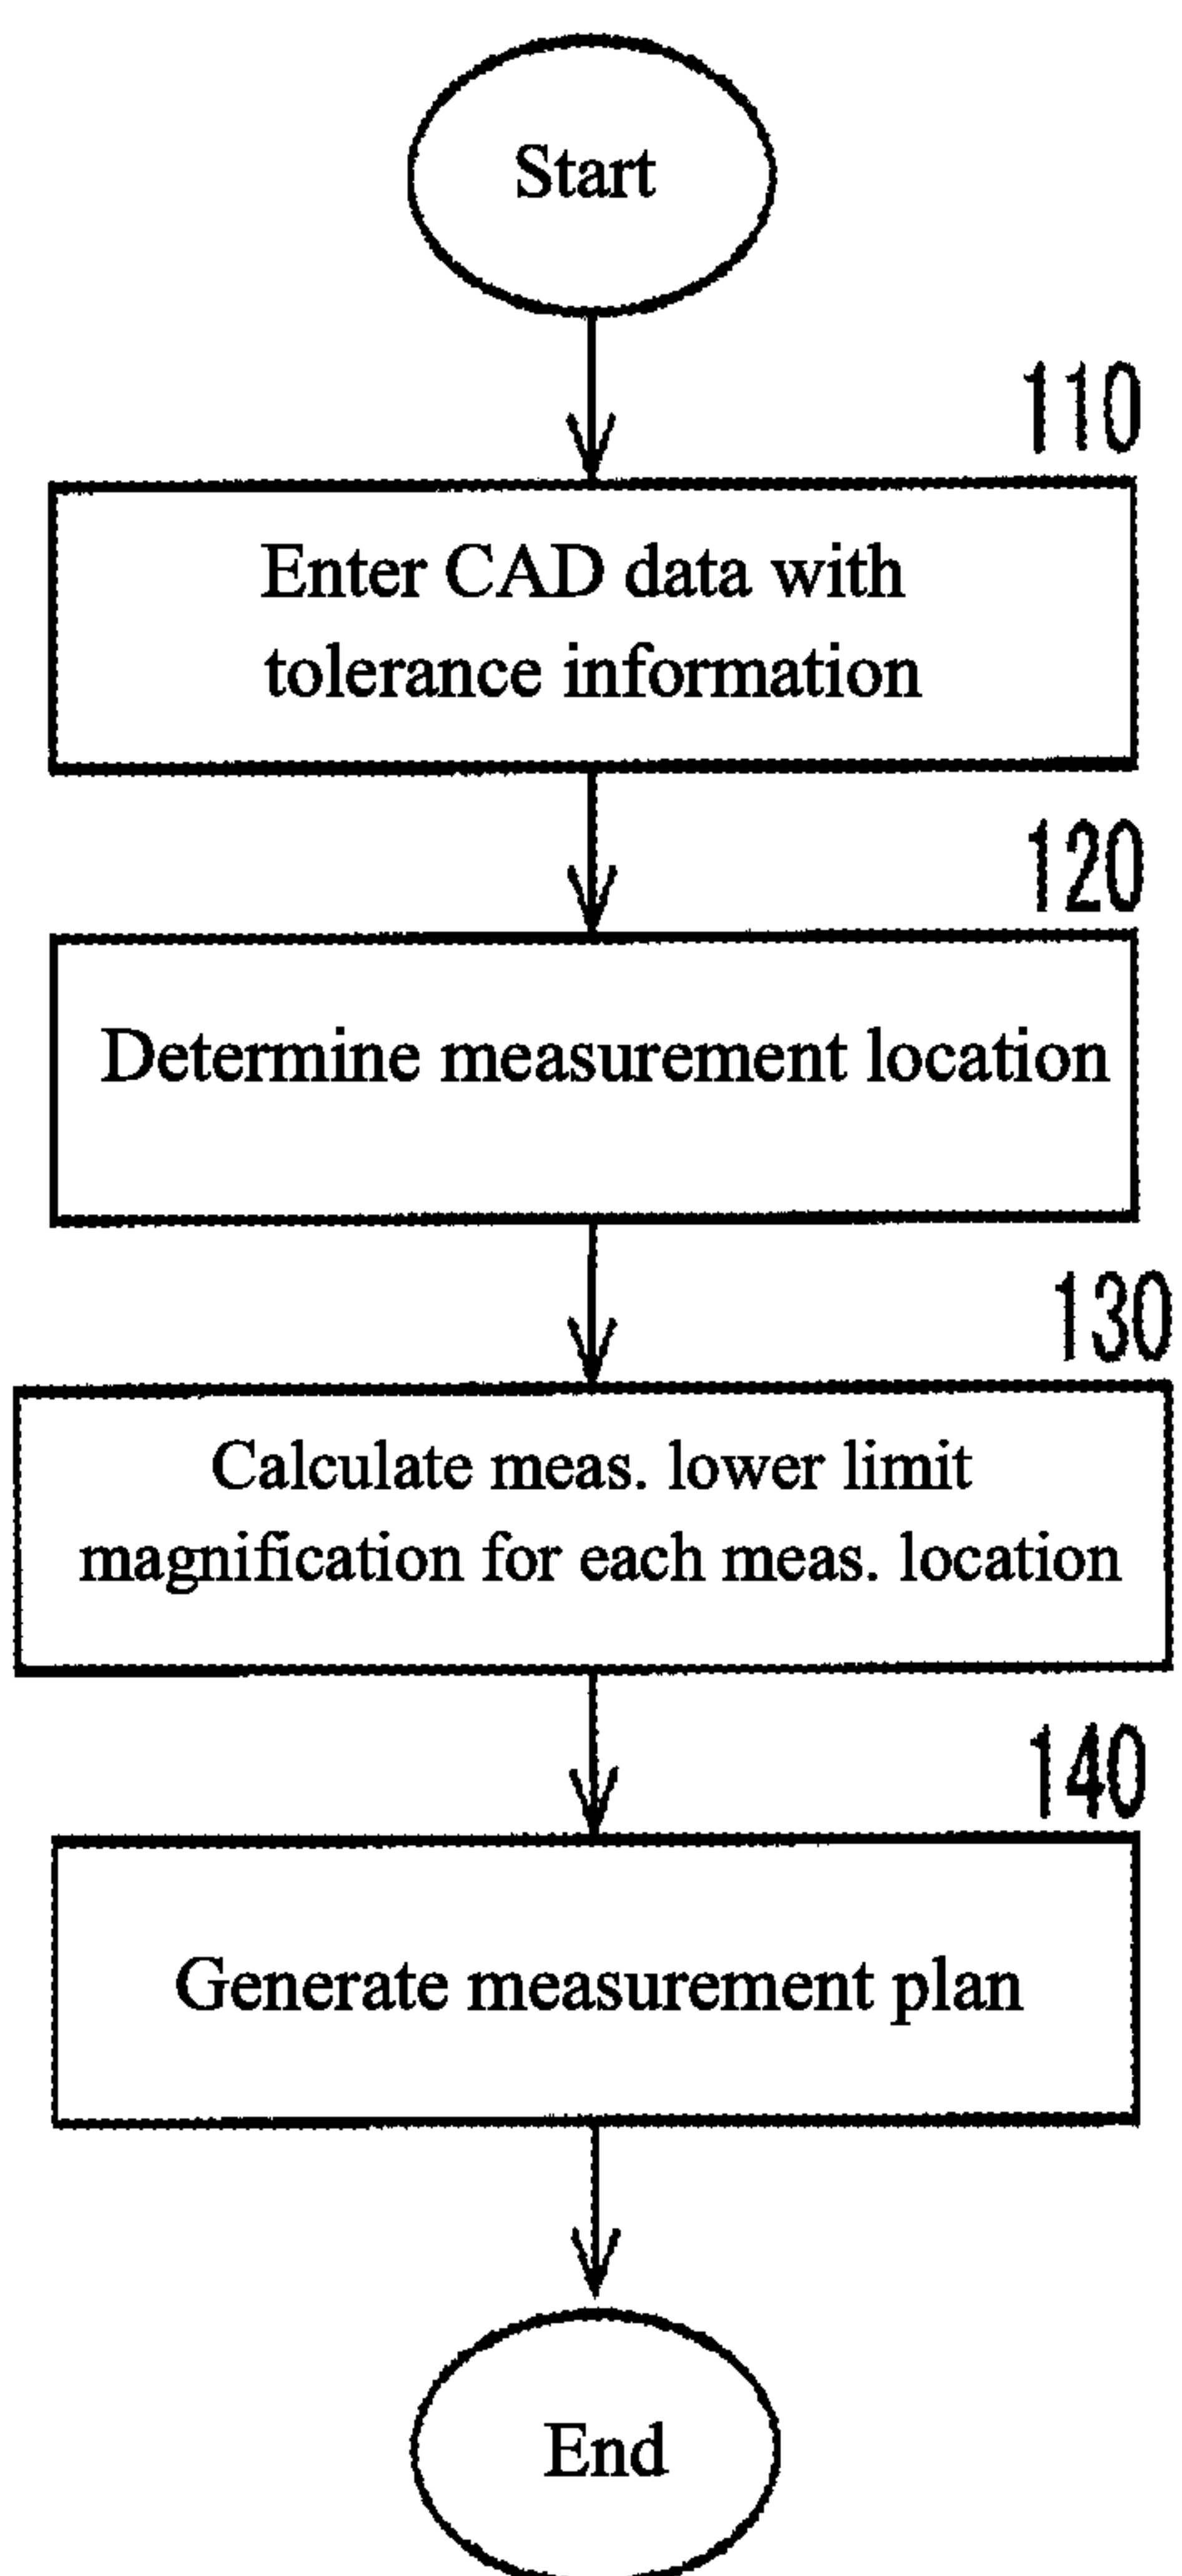 Start
110
Enter CAD data with
tolerance information
120
Determine measurement location
130
Calculate meas. lower limit
magnification for each meas. location
140
Generate measurement plan
End